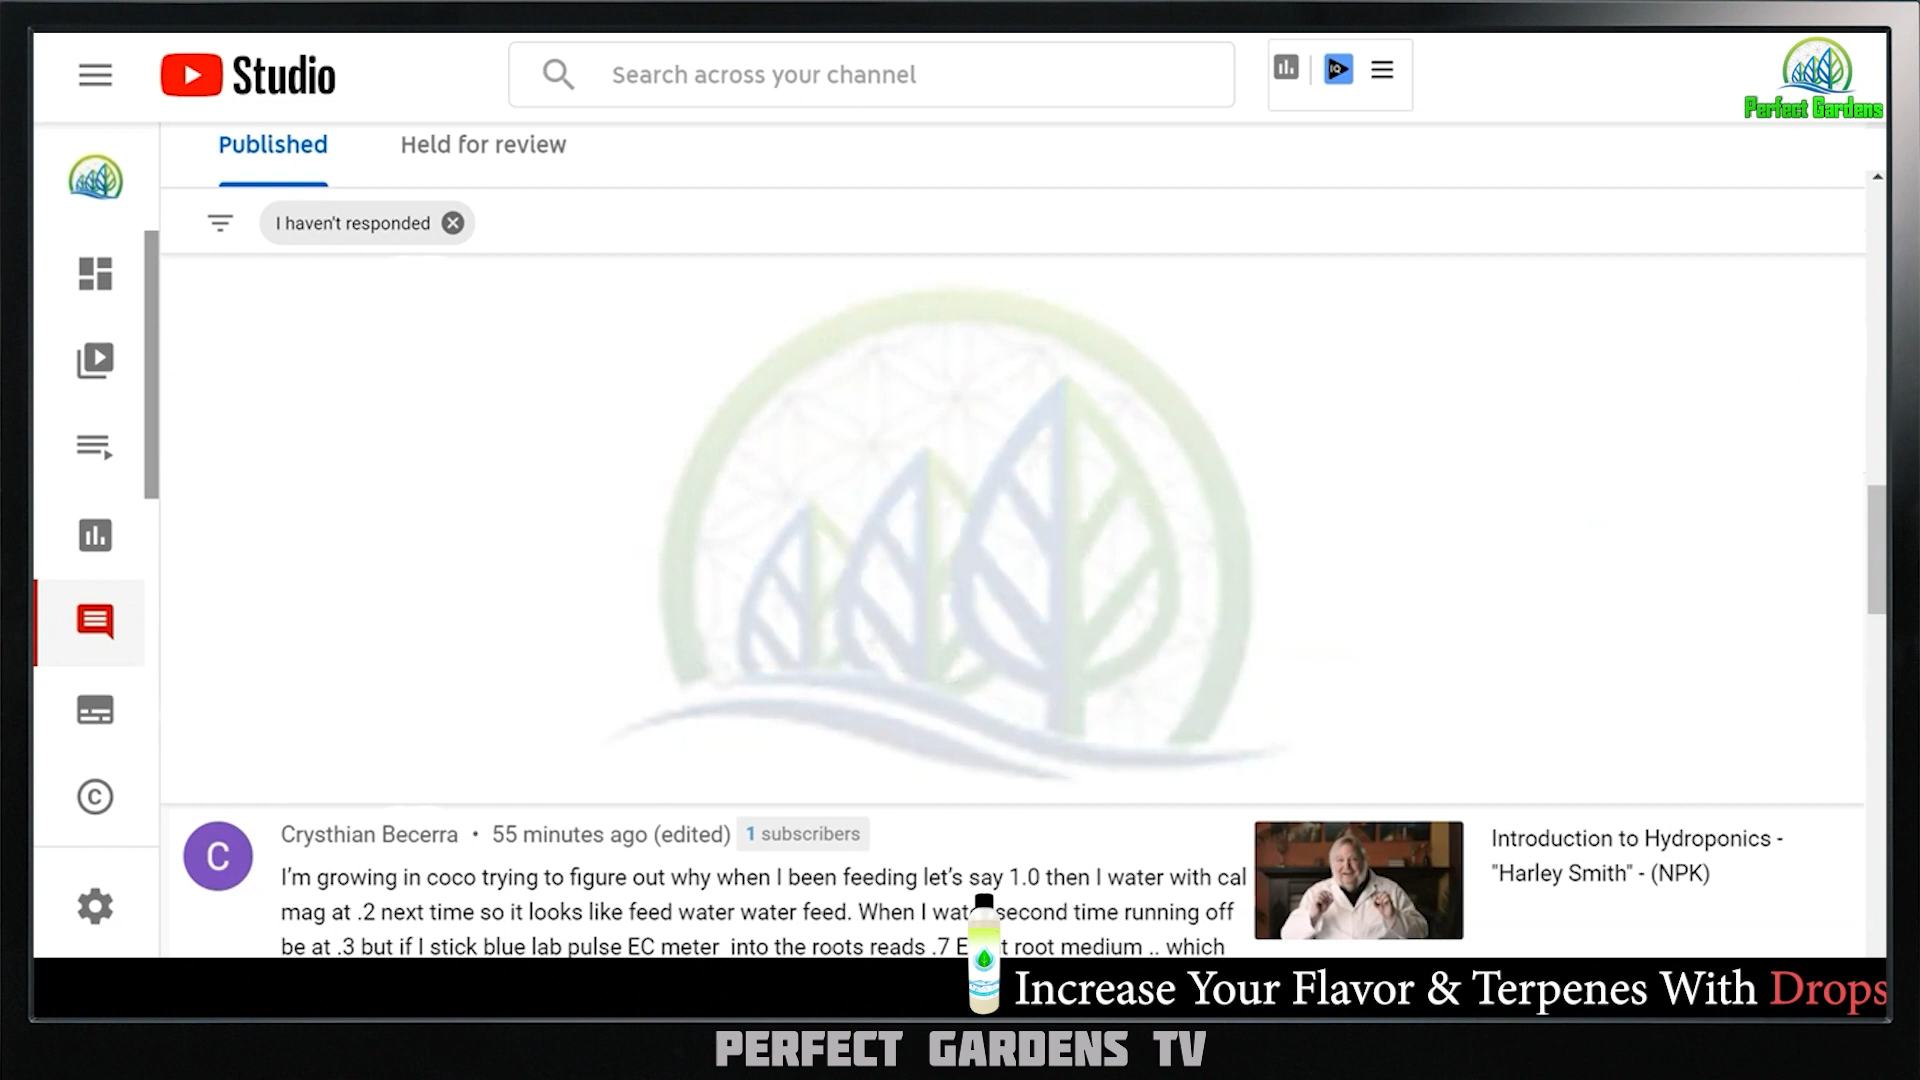 Studio
Search across your channel
IQ
Perfect Gardens
Published
Held for review
I haven't responded
C
Crysthian Becerra • 55 minutes ago (edited) 1 subscribers
I'm growing in coco trying to figure out why when I been feeding let's say 1.0 then I water with cal
mag at .2 next time so it looks like feed water water feed. When I second time running off
be at .3 but if I stick blue lab pulse EC meter into the roots reads .7 root medium .. which
Introduction to Hydroponics -
"Harley Smith" - (NPK)
Increase Your Flavor & Terpenes With Drops
PERFECT GARDENS TV